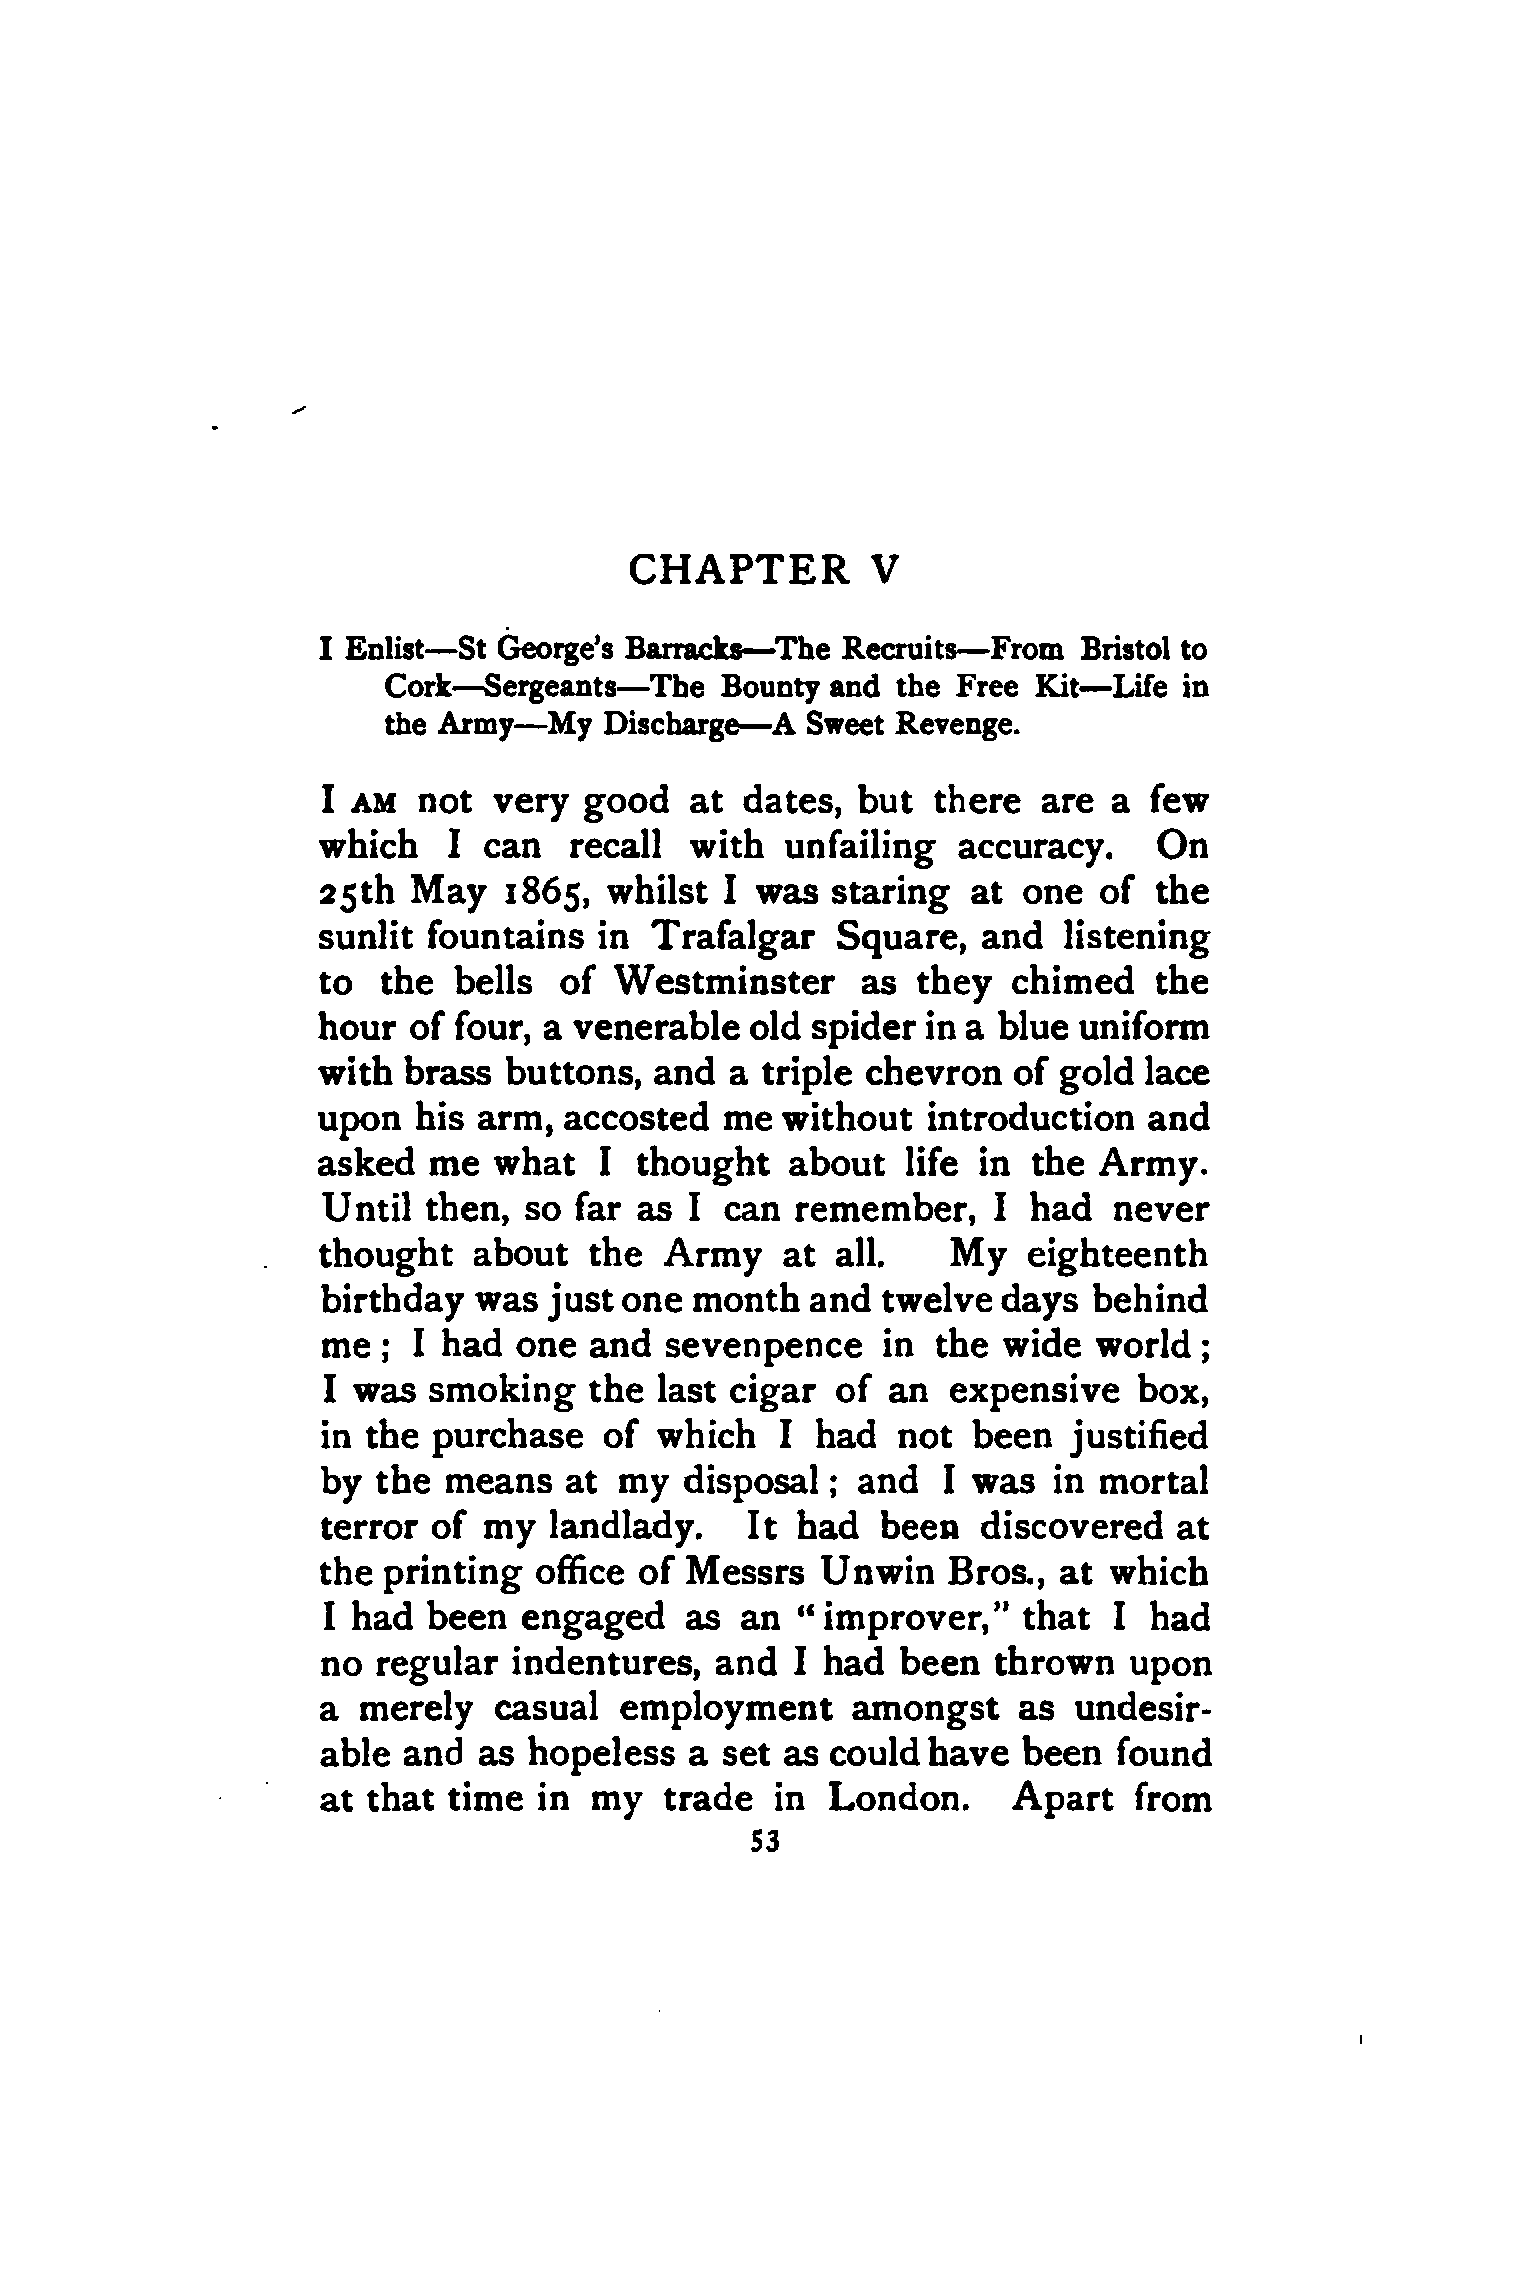 CHAPTER V
I Enlist—St George's Barracks—The Recruits—From Bristol to
Cork—Sergeants—The Bounty and the Free Kit—Life in
the Army—My Discharge—A Sweet Revenge.
I AM not very good at dates, but there are a few
which I can recall with unfailing accuracy. On
25th May 1865, whilst I was staring at one of the
sunlit fountains in Trafalgar Square, and listening
to the bells of Westminster as they chimed the
hour of four, a venerable old spider in a blue uniform
with brass buttons, and a triple chevron of gold lace
upon his arm, accosted me without introduction and
asked me what I thought about life in the Army.
Until then, so far as I can remember, I had never
thought about the Army at all. My eighteenth
birthday was just one month and twelve days behind
me ; I had one and sevenpence in the wide world ;
I was smoking the last cigar of an expensive box,
in the purchase of which I had not been justified
by the means at my disposal ; and I was in mortal
terror of my landlady. It had been discovered at
the printing office of Messrs Unwin Bros., at which
I had been engaged as an “improver,” that I had
no regular indentures, and I had been thrown upon
a merely casual employment amongst as undesir-
able and as hopeless a set as could have been found
at that time in my trade in London. Apart from
53